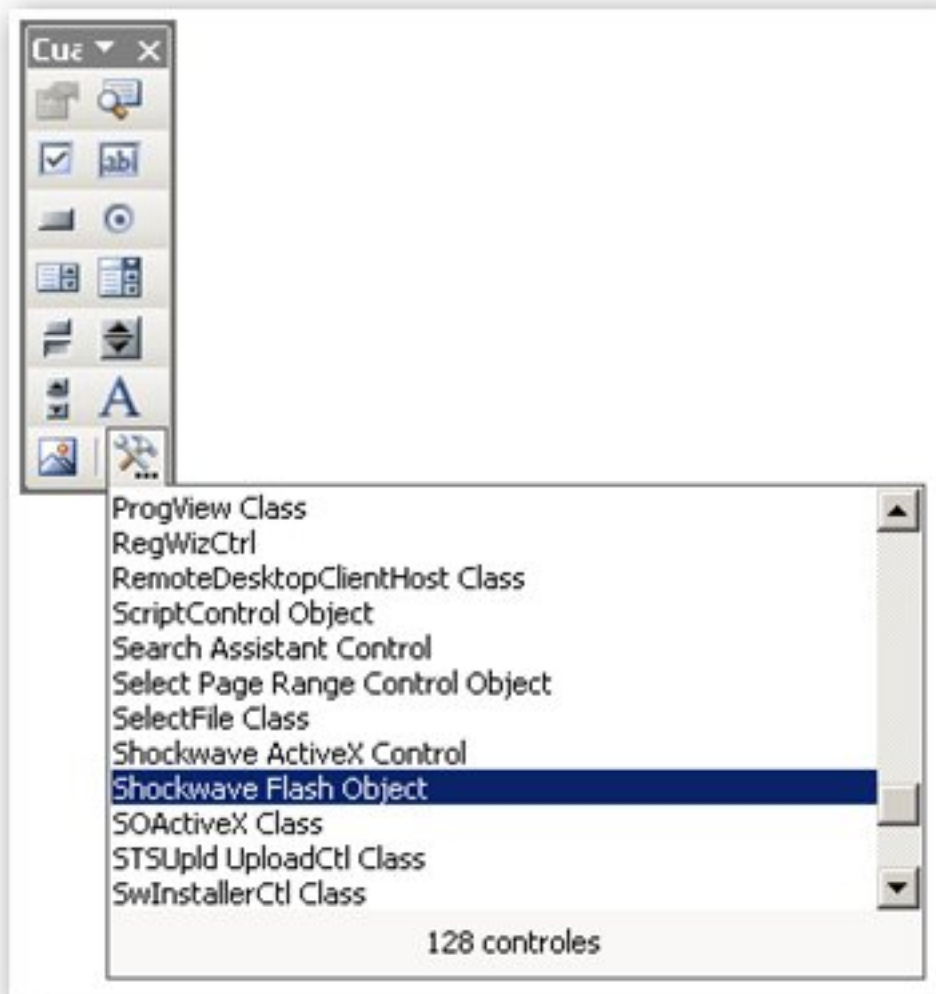 Cua
ab
A
ProgView Class
RegWizCtrl
RemoteDesktopClientHost Class
ScriptControl Object
Search Assistant Control
Select Page Range Control Object
SelectFile Class
Shockwave ActiveX Control
Shockwave Flash Object
SOActiveX Class
STSUpld UploadCtl Class
SwInstallerCtl Class
128 controles